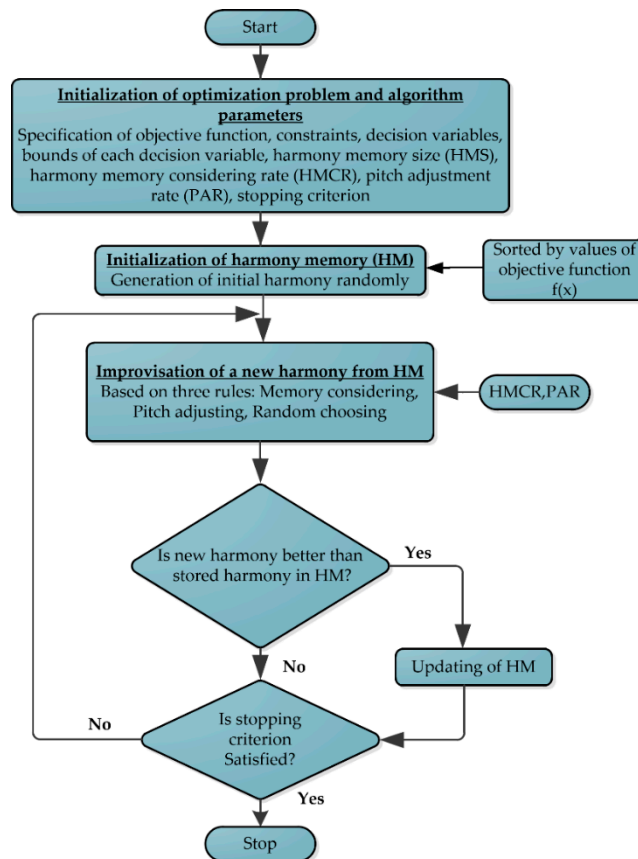 Start
Initialization of optimization problem and algorithm
parameters
Specification of objective function, constraints, decision variables,
bounds of each decision variable, harmony memory size (HMS),
harmony memory considering rate (HMCR), pitch adjustment
rate (PAR), stopping criterion
Initialization of harmony memory (HM)
Generation of initial harmony randomly
Sorted by values of
objective function
f(x)
Improvisation of a new harmony from HM
Based on three rules: Memory considering,
Pitch adjusting, Random choosing
HMCR,PAR
Is new harmony better than
stored harmony in HM?
Yes
No
Updating of HM
Is stopping
criterion
Satisfied?
No
Yes
Stop